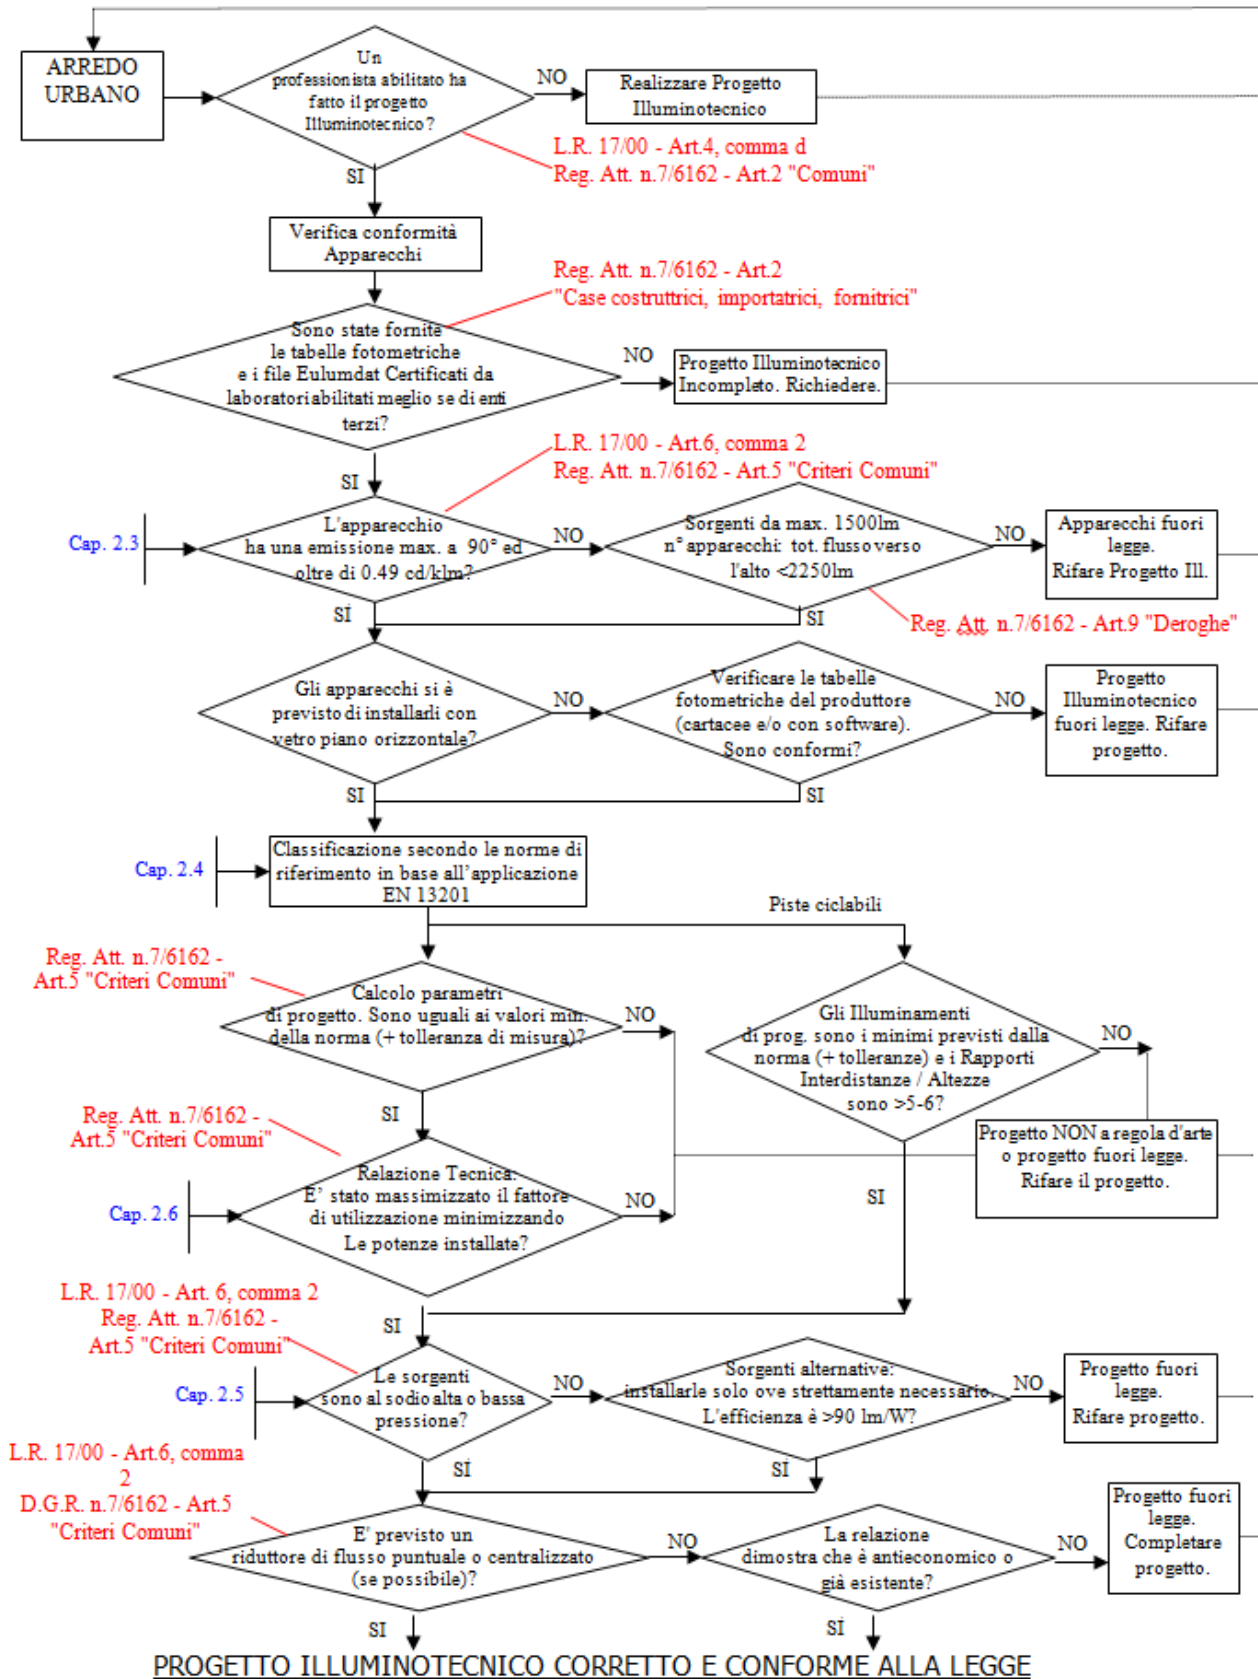 ARREDO
URBANO
Un
professionista abilitato ha
fatto il progetto
Illuminotecnico?
NO
Realizzare Progetto
Illuminotecnico
L.R. 17/00 - Art.4, comma d
Reg. Att. n.7/6162 - Art.2 "Comuni"
SI
Verifica conformità
Apparecchi
Reg. Att. n.7/6162 - Art.2
"Case costruttrici, importatrici, fornitrici"
Sono state fornite
le tabelle fotometriche
e i file Eulumdat Certificati da
laboratori abilitati meglio se di enti
terzi?
NO
Progetto Illuminotecnico
Incompleto. Richiedere.
L.R. 17/00 - Art.6, comma 2
Reg. Att. n.7/6162 - Art.5 "Criteri Comuni"
SI
Cap. 2.3
L'apparecchio
ha una emissione max. a 90° ed
oltre di 0.49 cd/klm?
NO
Sorgenti da max. 1500lm
n° apparecchi: tot. flusso verso
l'alto <2250lm
NO
Apparecchi fuori
legge.
Rifare Progetto Ill.
SÌ
SI
Reg. Att. n.7/6162 - Art.9 "Deroghe"
Gli apparecchi si è
previsto di installarli con
vetro piano orizzontale?
NO
Verificare le tabelle
fotometriche del produttore
(cartacee e/o con software).
Sono conformi?
NO
Progetto
Illuminotecnico
fuori legge. Rifare
progetto.
SI
SI
Cap. 2.4
Classificazione secondo le norme di
riferimento in base all'applicazione
EN 13201
Piste ciclabili
Reg. Att. n.7/6162 -
Art.5 "Criteri Comuni"
Calcolo parametri
di progetto. Sono uguali ai valori min.
della norma (+ tolleranza di misura)?
NO
Gli Illuminamenti
di prog. sono i minimi previsti dalla
norma (+ tolleranze) e i Rapporti
Interdistanze / Altezze
sono >5-6?
NO
SI
Reg. Att. n.7/6162 -
Art.5 "Criteri Comuni"
Progetto NON a regola d'arte
o progetto fuori legge.
Rifare il progetto.
Cap. 2.6
Relazione Tecnica:
E' stato massimizzato il fattore
di utilizzazione minimizzando
Le potenze installate?
NO
SI
L.R. 17/00 - Art. 6, comma 2
Reg. Att. n.7/6162 -
Art.5 "Criteri Comuni"
SI
Cap. 2.5
Le sorgenti
sono al sodio alta o bassa
pressione?
NO
Sorgenti alternative:
installarle solo ove strettamente necessario.
L'efficienza è >90 lm/W?
NO
Progetto fuori
legge.
Rifare progetto.
SÌ
SÌ
L.R. 17/00 - Art.6, comma
2
D.G.R. n.7/6162 - Art.5
"Criteri Comuni"
E' previsto un
riduttore di flusso puntuale o centralizzato
(se possibile)?
NO
La relazione
dimostra che è antieconomico o
già esistente?
NO
Progetto fuori
legge.
Completare
progetto.
SI
SÌ
PROGETTO ILLUMINOTECNICO CORRETTO E CONFORME ALLA LEGGE